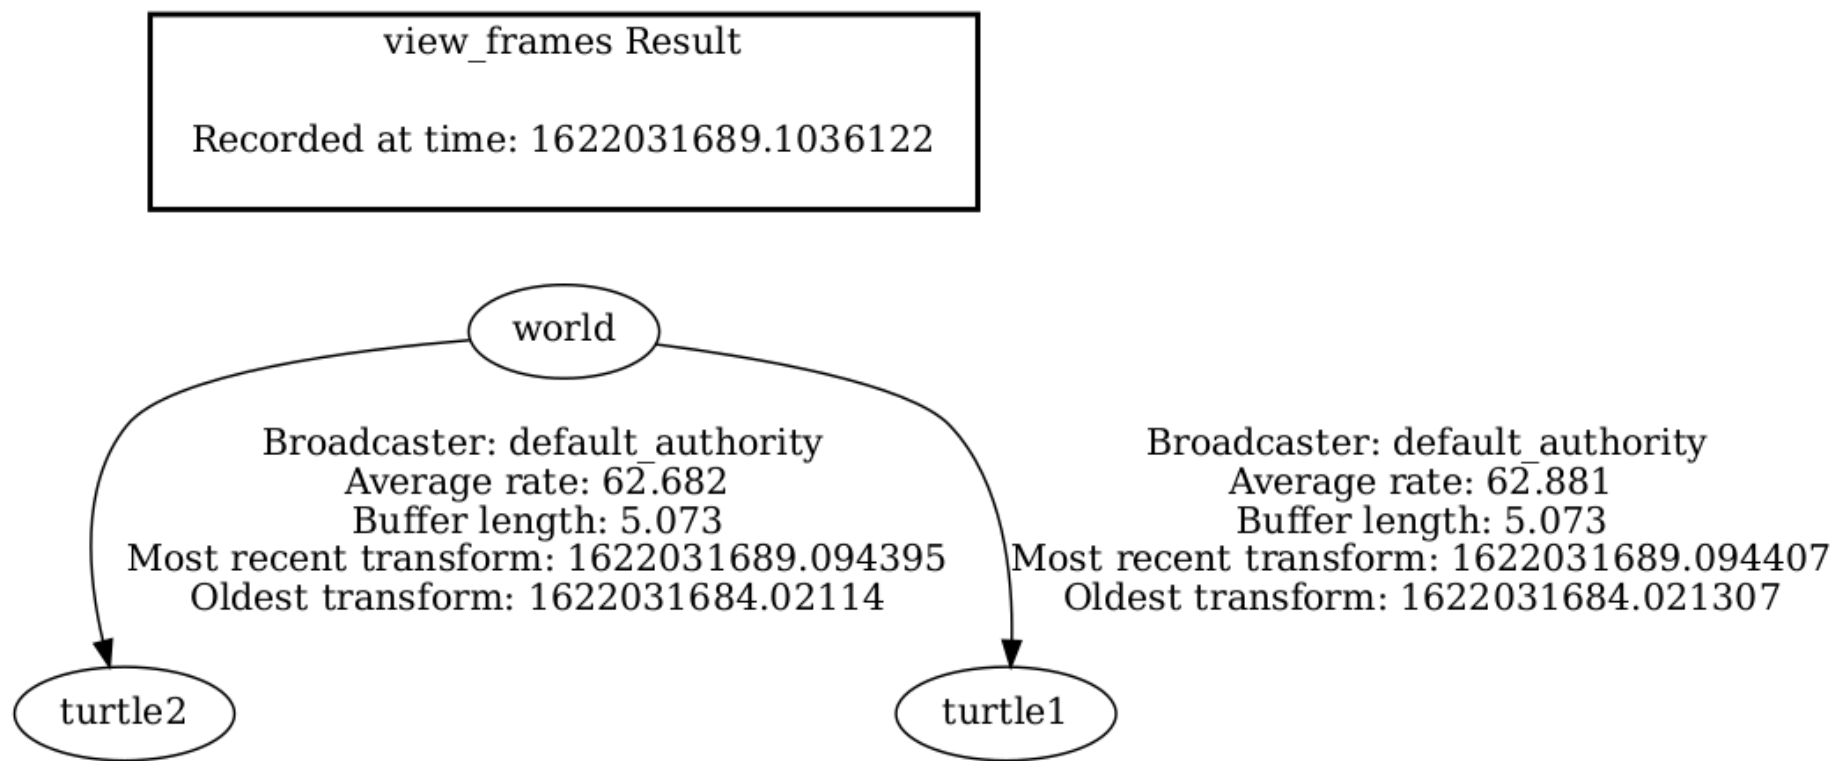 view_frames Result
Recorded at time: 1622031689.1036122
world
Broadcaster: default_authority
Average rate: 62.682
Buffer length: 5.073
Most recent transform: 1622031689.094395
Oldest transform: 1622031684.02114
Broadcaster: default_authority
Average rate: 62.881
Buffer length: 5.073
Most recent transform: 1622031689.094407
Oldest transform: 1622031684.021307
turtle2
turtle1